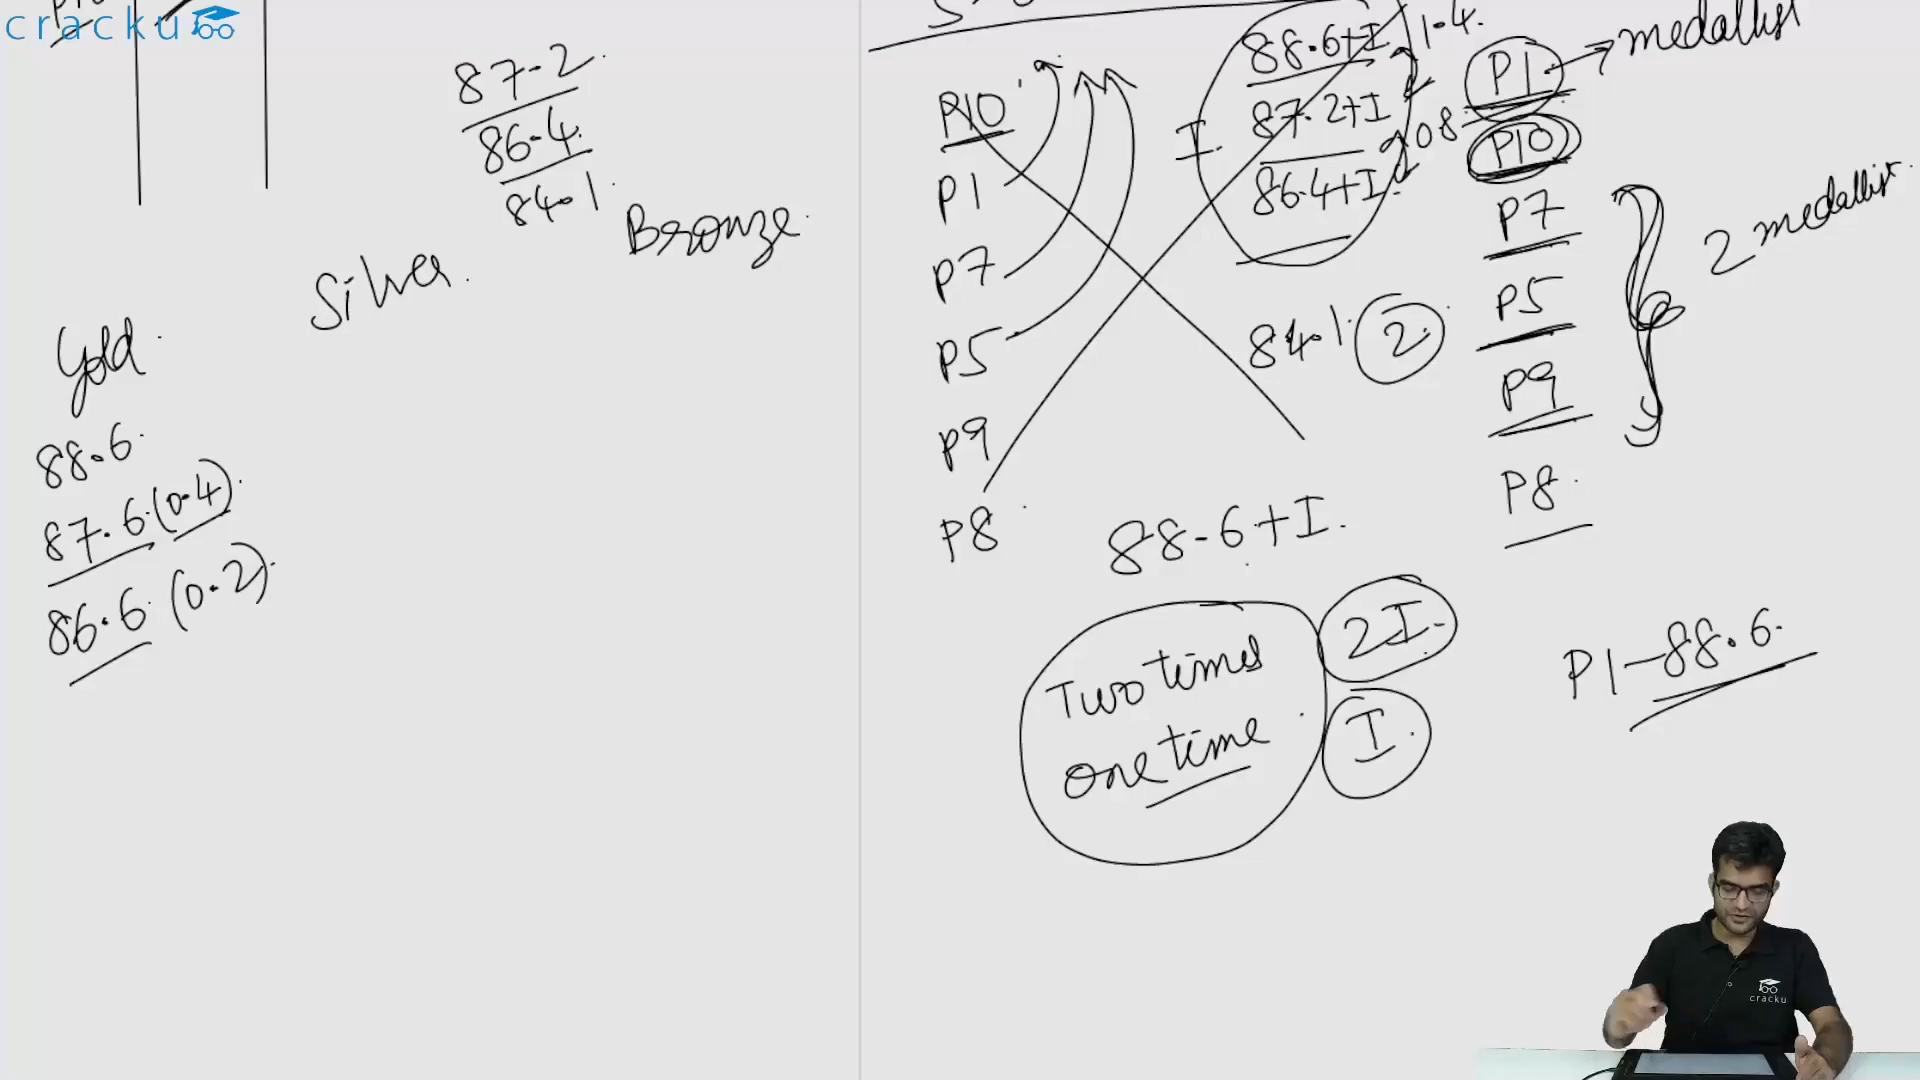 cracku
87.2
86.4
84.1
Gold.
Silver.
Bronze.
88.6
87.6 (0.4)
86.6 (0.2)
P10
P1
P7
P5
P9
P8
I
88.6+I
87.2+I
86.4+I
1.4
0.8
84.1 2
88.6+I
Two times 2I
One time I
P1 → medallist
P10
P7
P5
P9
2 medallist
P8
P1-88.6
cracku